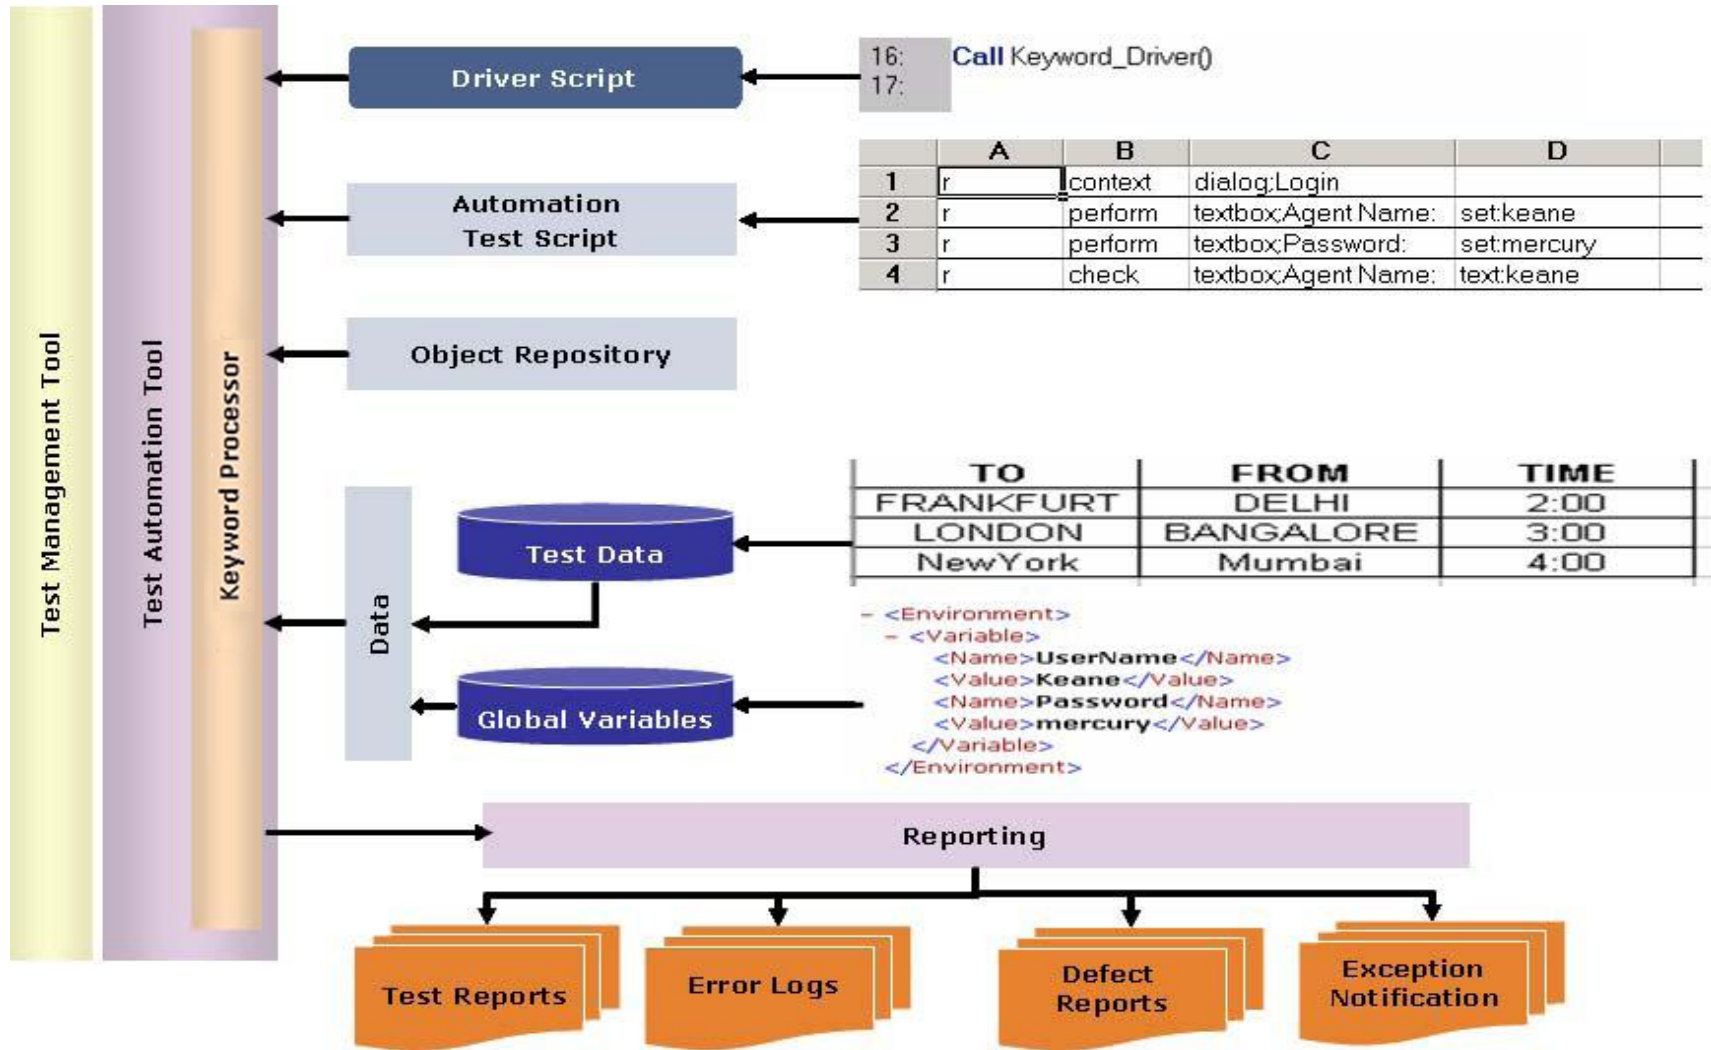 Test Management Tool
Test Automation Tool
Keyword Processor
Driver Script
16: Call Keyword_Driver()
17:
Automation
Test Script
A B C D
1 r context dialog;Login
2 r perform textbox;Agent Name: set:keane
3 r perform textbox;Password: set:mercury
4 r check textbox;Agent Name: text:keane
Object Repository
Data
Test Data
TO FROM TIME
FRANKFURT DELHI 2:00
LONDON BANGALORE 3:00
NewYork Mumbai 4:00
Global Variables
- <Environment>
- <Variable>
<Name>UserName</Name>
<Value>Keane</Value>
<Name>Password</Name>
<Value>mercury</Value>
</Variable>
</Environment>
Reporting
Test Reports
Error Logs
Defect
Reports
Exception
Notification